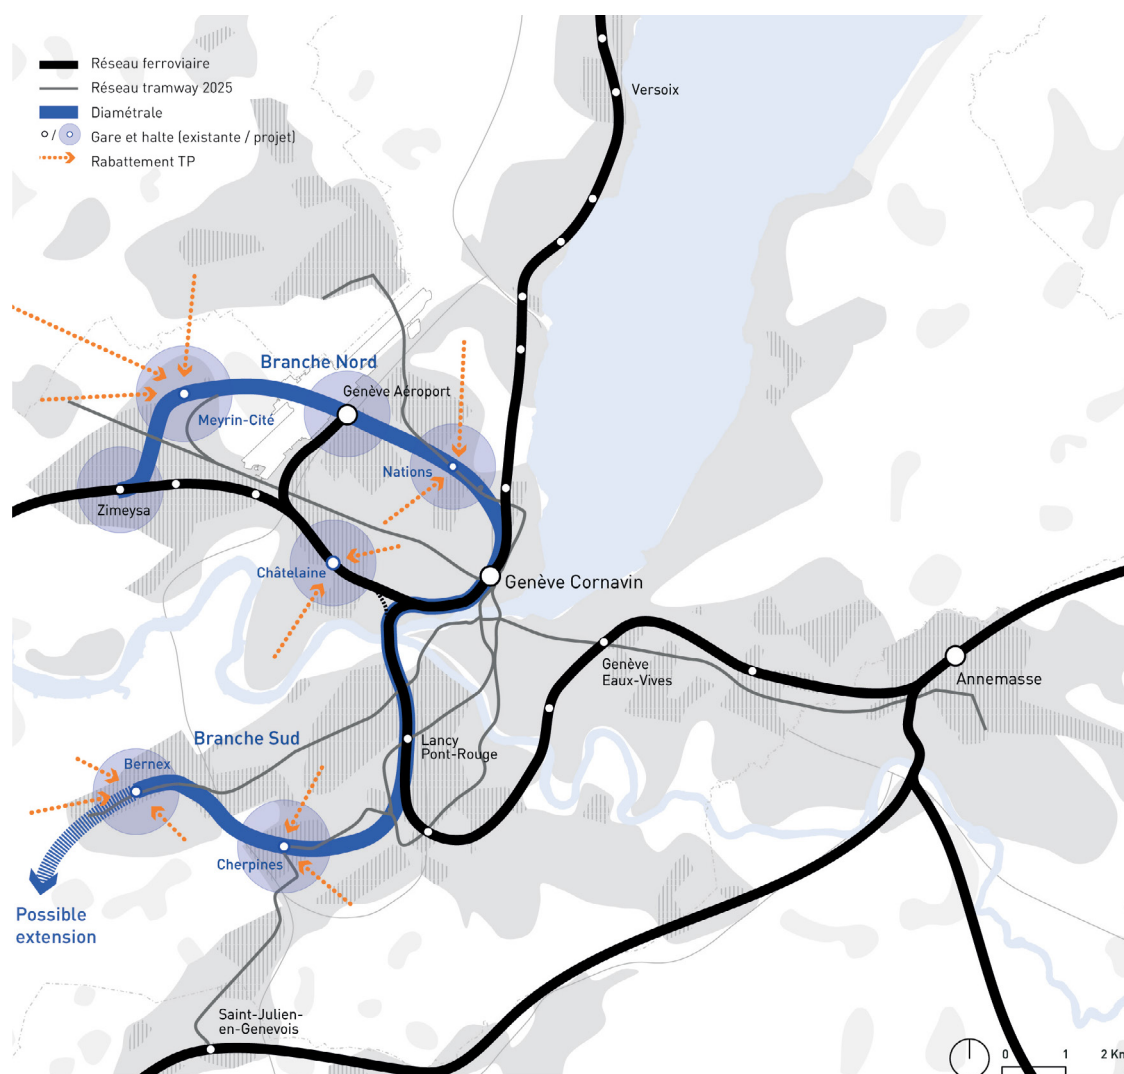 Réseau ferroviaire
Réseau tramway 2025
Diamétrale
/ Gare et halte (existante / projet)
Rabattement TP
Versoix
Branche Nord
Genève Aéroport
Meyrin-Cité
Nations
Zimeysa
Châtelaine
Genève Cornavin
Genève
Eaux-Vives
Annemasse
Branche Sud
Lancy
Pont-Rouge
Bernex
Cherpines
Possible
extension
Saint-Julien-
en-Genevois
0 1 2 Km